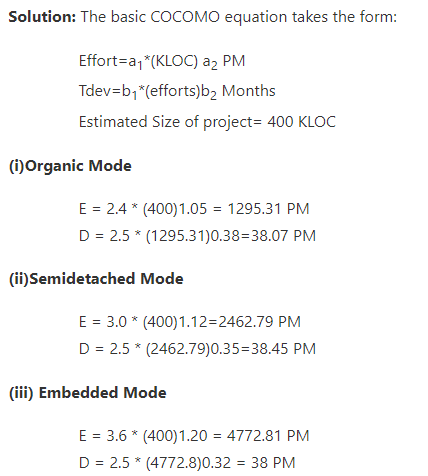 Solution: The basic COCOMO equation takes the form:
Effort=a₁*(KLOC) a₂ PM
Tdev=b₁*(efforts)b₂ Months
Estimated Size of project= 400 KLOC
(i)Organic Mode
E = 2.4 * (400)1.05 = 1295.31 PM
D = 2.5 * (1295.31)0.38=38.07 PM
(ii)Semidetached Mode
E = 3.0 * (400)1.12=2462.79 PM
D = 2.5 * (2462.79)0.35=38.45 PM
(iii) Embedded Mode
E = 3.6 * (400)1.20 = 4772.81 PM
D = 2.5 * (4772.8)0.32 = 38 PM